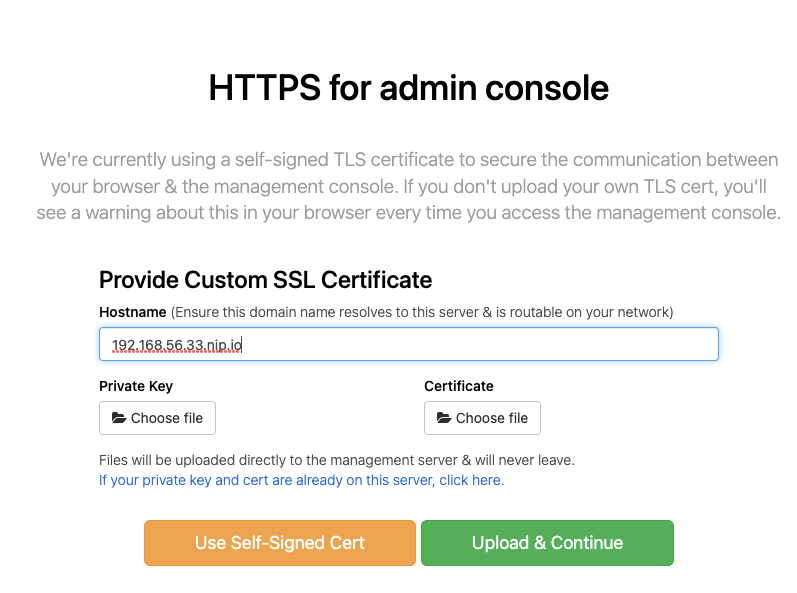 HTTPS for admin console
We're currently using a self-signed TLS certificate to secure the communication between
your browser & the management console. If you don't upload your own TLS cert, you'll
see a warning about this in your browser every time you access the management console.
Provide Custom SSL Certificate
Hostname (Ensure this domain name resolves to this server & is routable on your network)
192.168.56.33.nip.io
Private Key
Certificate
Choose file
Choose file
Files will be uploaded directly to the management server & will never leave.
If your private key and cert are already on this server, click here.
Use Self-Signed Cert
Upload & Continue